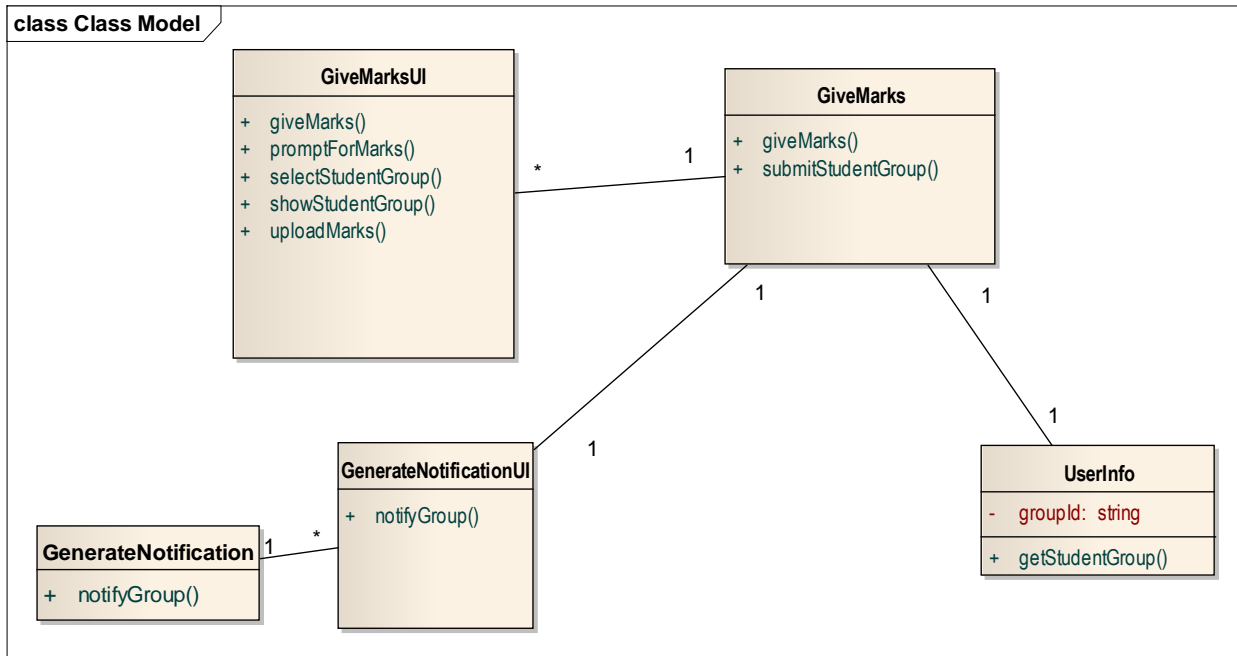 class Class Model
GiveMarksUI
+ giveMarks()
+ promptForMarks()
+ selectStudentGroup()
+ showStudentGroup()
+ uploadMarks()
*
1
GiveMarks
+ giveMarks()
+ submitStudentGroup()
1
1
1
1
GenerateNotificationUI
+ notifyGroup()
GenerateNotification
+ notifyGroup()
1
*
UserInfo
- groupId: string
+ getStudentGroup()